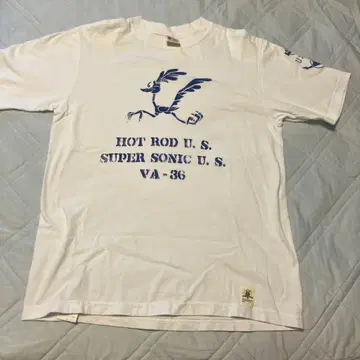 HOT ROD U. S.
SUPER SONIC U. S.
VA-36